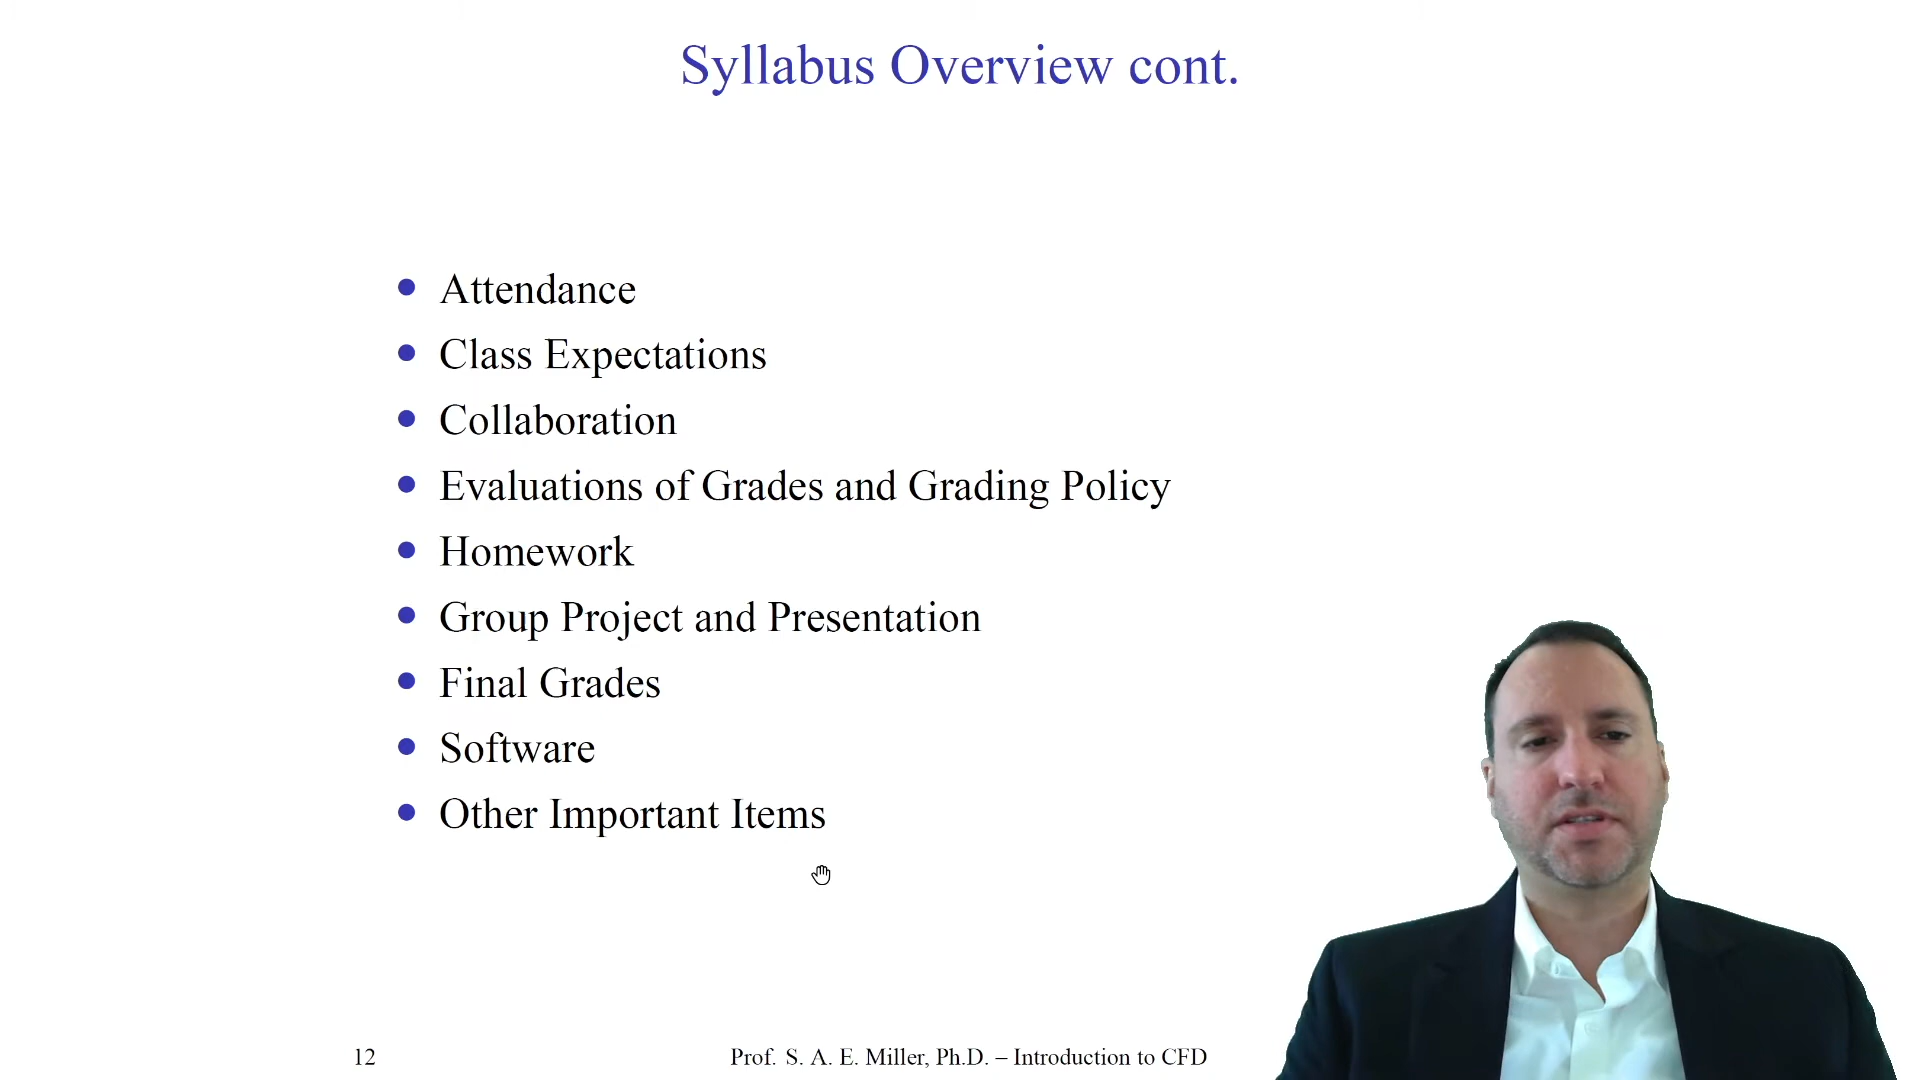 Syllabus Overview cont.
Attendance
Class Expectations
Collaboration
Evaluations of Grades and Grading Policy
Homework
Group Project and Presentation
Final Grades
Software
Other Important Items
12
Prof. S. A. E. Miller, Ph.D. – Introduction to CFD